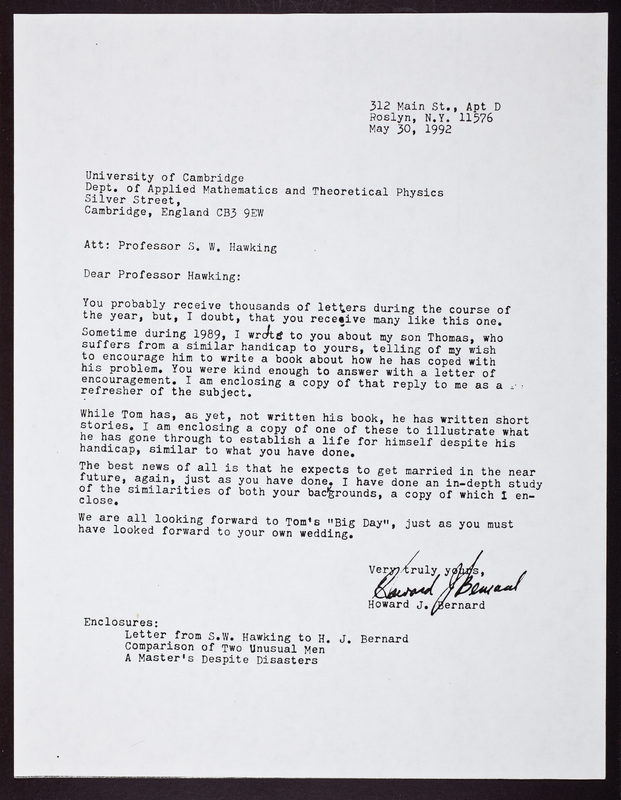 312 Main St., Apt D
Roslyn, N.Y. 11576
May 30, 1992
University of Cambridge
Dept. of Applied Mathematics and Theoretical Physics
Silver Street,
Cambridge, England CB3 9EW
Att: Professor S. W. Hawking
Dear Professor Hawking:
You probably receive thousands of letters during the course of
the year, but, I doubt, that you receive many like this one.
Sometime during 1989, I wrote to you about my son Thomas, who
suffers from a similar handicap to yours, telling of my wish
to encourage him to write a book about how he has coped with
his problem. You were kind enough to answer with a letter of
encouragement. I am enclosing a copy of that reply to me as a
refresher of the subject.
While Tom has, as yet, not written his book, he has written short
stories. I am enclosing a copy of one of these to illustrate what
he has gone through to establish a life for himself despite his
handicap, similar to what you have done.
The best news of all is that he expects to get married in the near
future, again, just as you have done. I have done an in-depth study
of the similarities of both your bacgrounds, a copy of which I en-
close.
We are all looking forward to Tom's "Big Day", just as you must
have looked forward to your own wedding.
Very truly yours,
Howard J Bernard
Howard J. Bernard
Enclosures:
Letter from S.W. Hawking to H. J. Bernard
Comparison of Two Unusual Men
A Master's Despite Disasters